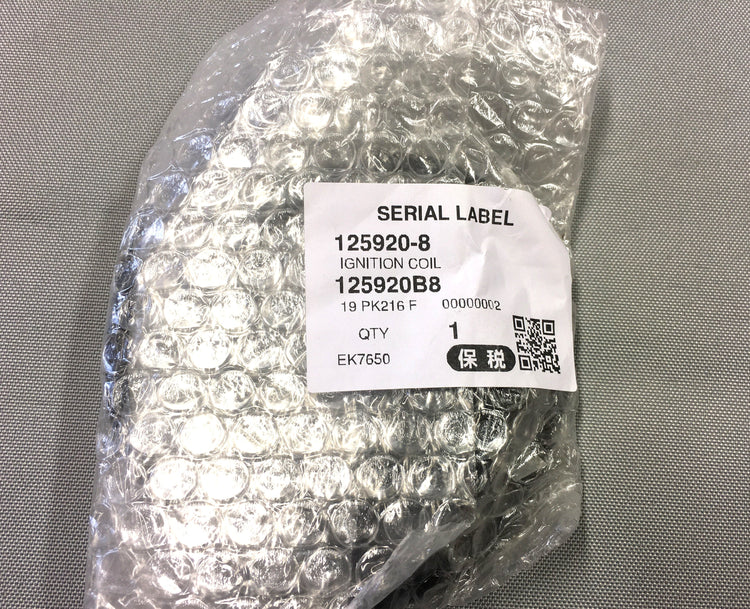 SERIAL LABEL
125920-8
IGNITION COIL
125920B8
19 PK216 F 00000002
QTY 1
EK7650 保税